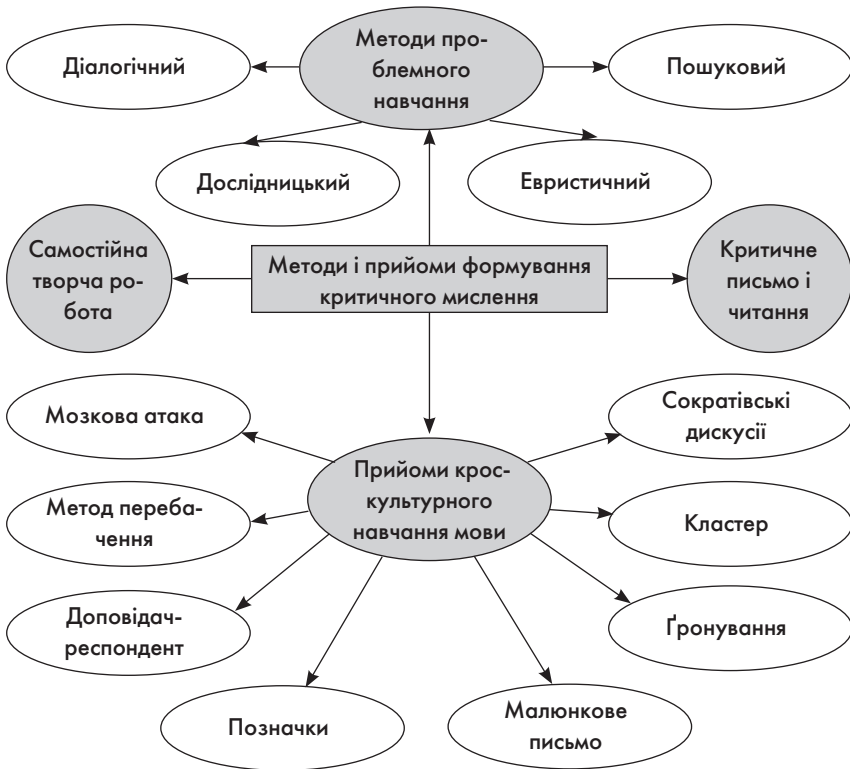 Методи про-
блемного
навчання
Діалогічний
Пошуковий
Дослідницький
Евристичний
Самостійна
творча ро-
бота
Методи і прийоми формування
критичного мислення
Критичне
письмо і
читання
Мозкова атака
Сократівські
дискусії
Прийоми крос-
культурного
навчання мови
Метод переба-
чення
Кластер
Доповідач-
респондент
Ґронування
Позначки
Малюнкове
письмо